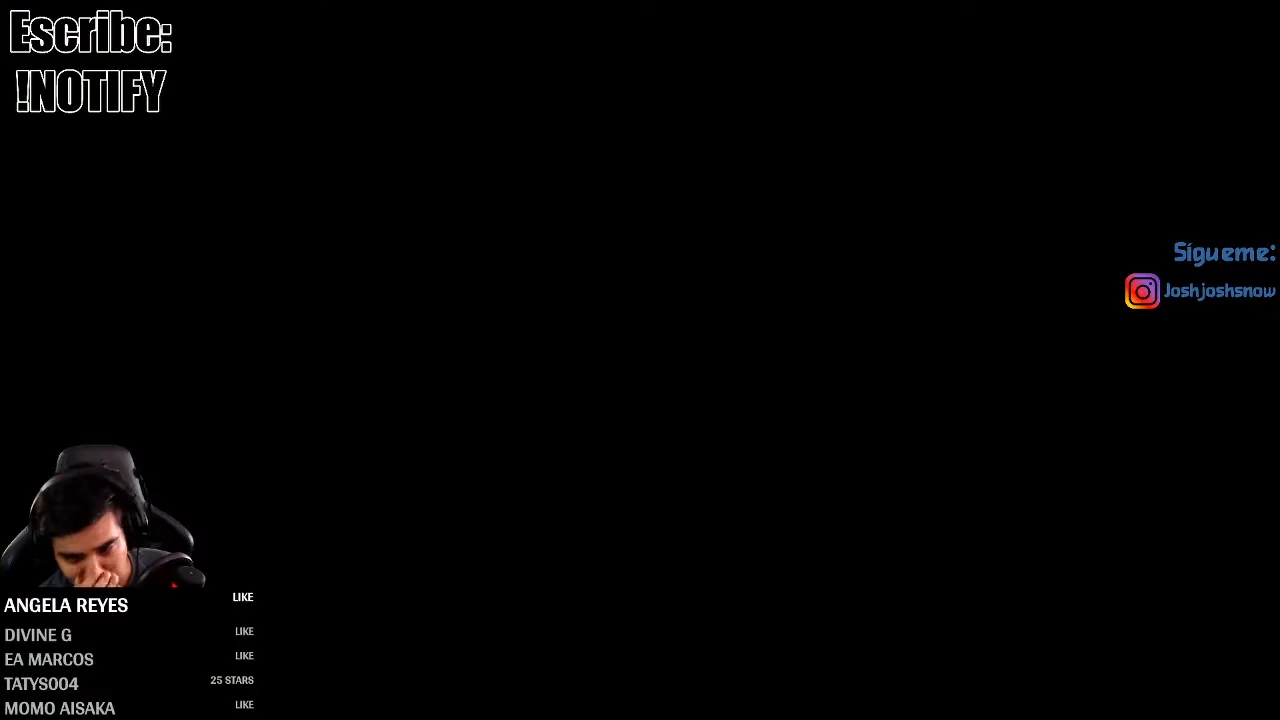 Escribe:
!NOTIFY
Sígueme:
Joshjoshsnow
ANGELA REYES LIKE
DIVINE G LIKE
EA MARCOS LIKE
TATYS004 25 STARS
MOMO AISAKA LIKE